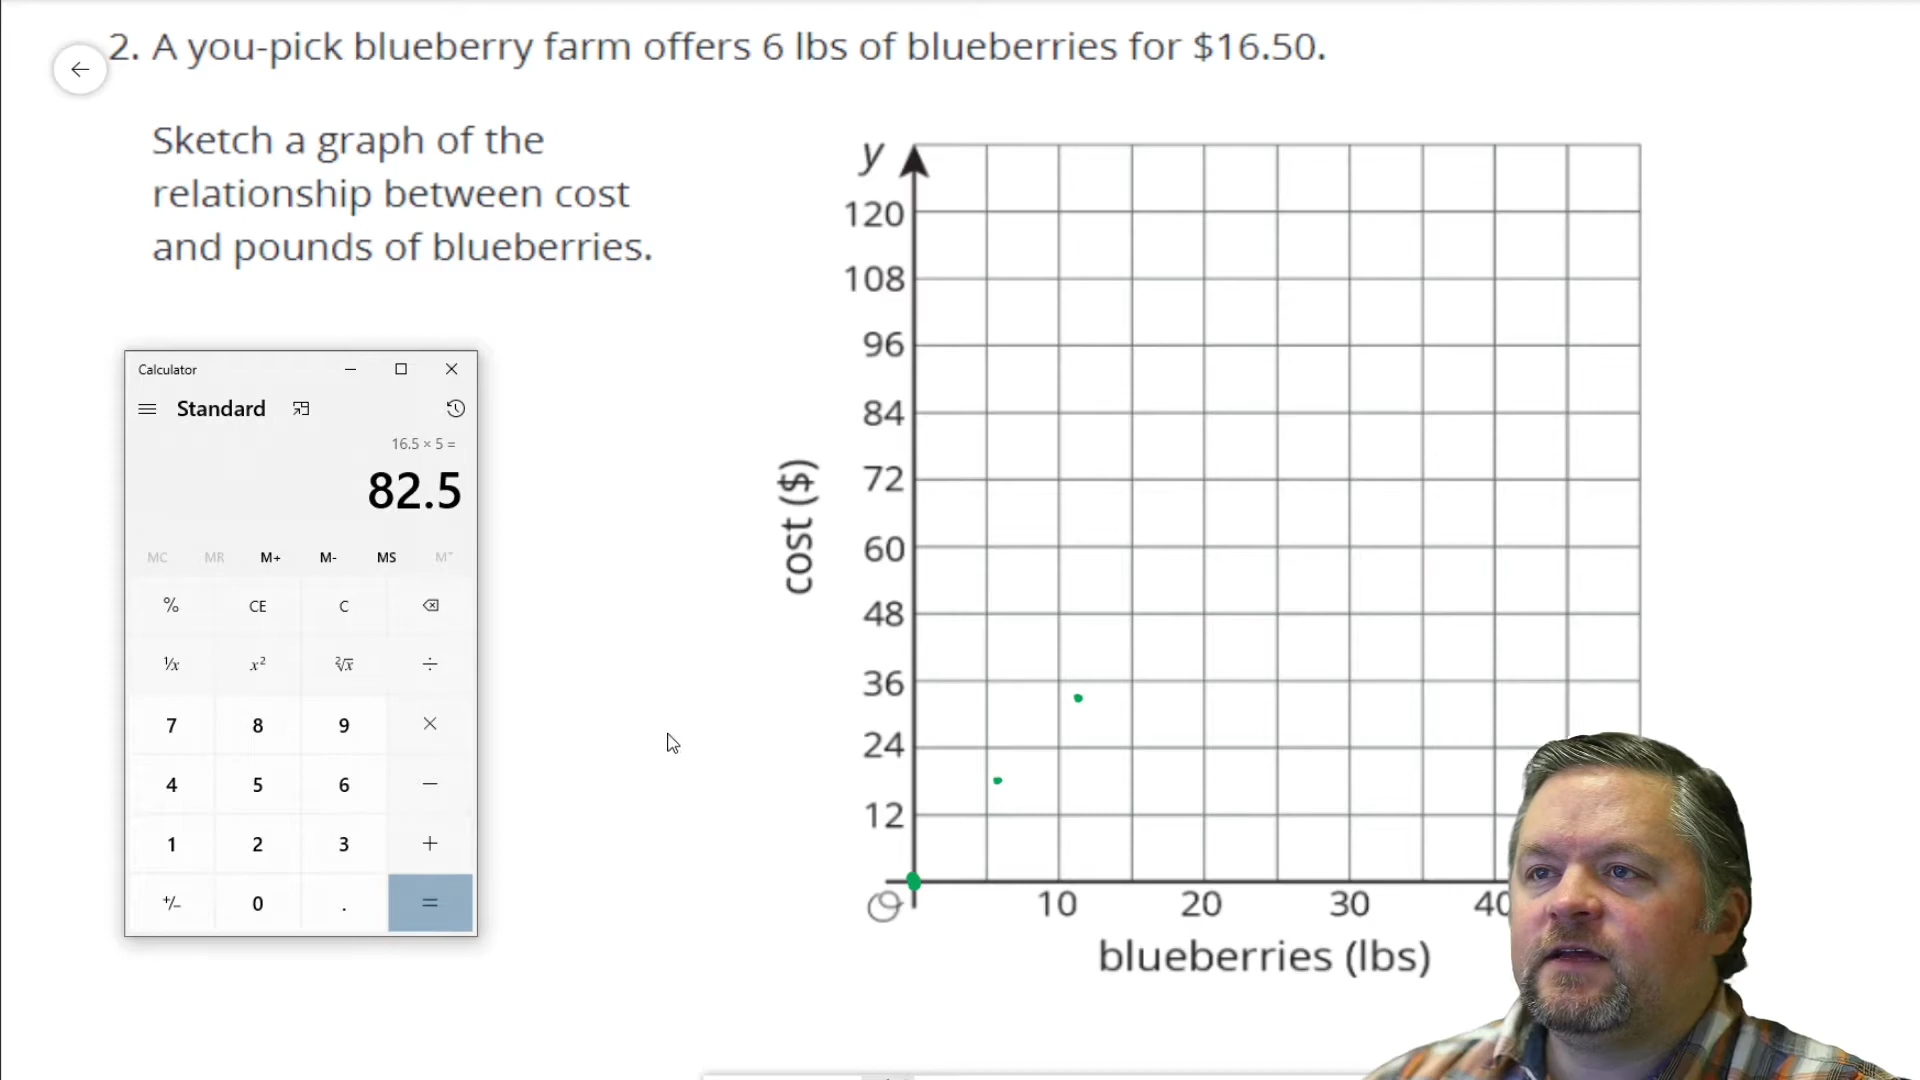 2. A you-pick blueberry farm offers 6 lbs of blueberries for $16.50.
Sketch a graph of the
relationship between cost
and pounds of blueberries.
Calculator
Standard
16.5 × 5 =
82.5
MC MR M+ M- MS M˅
% CE C
¹/x x² ²√x ÷
7 8 9 ×
4 5 6 −
1 2 3 +
+/− 0 . =
y
120
108
96
84
72
60
48
36
24
12
cost ($)
O 10 20 30 40
blueberries (lbs)